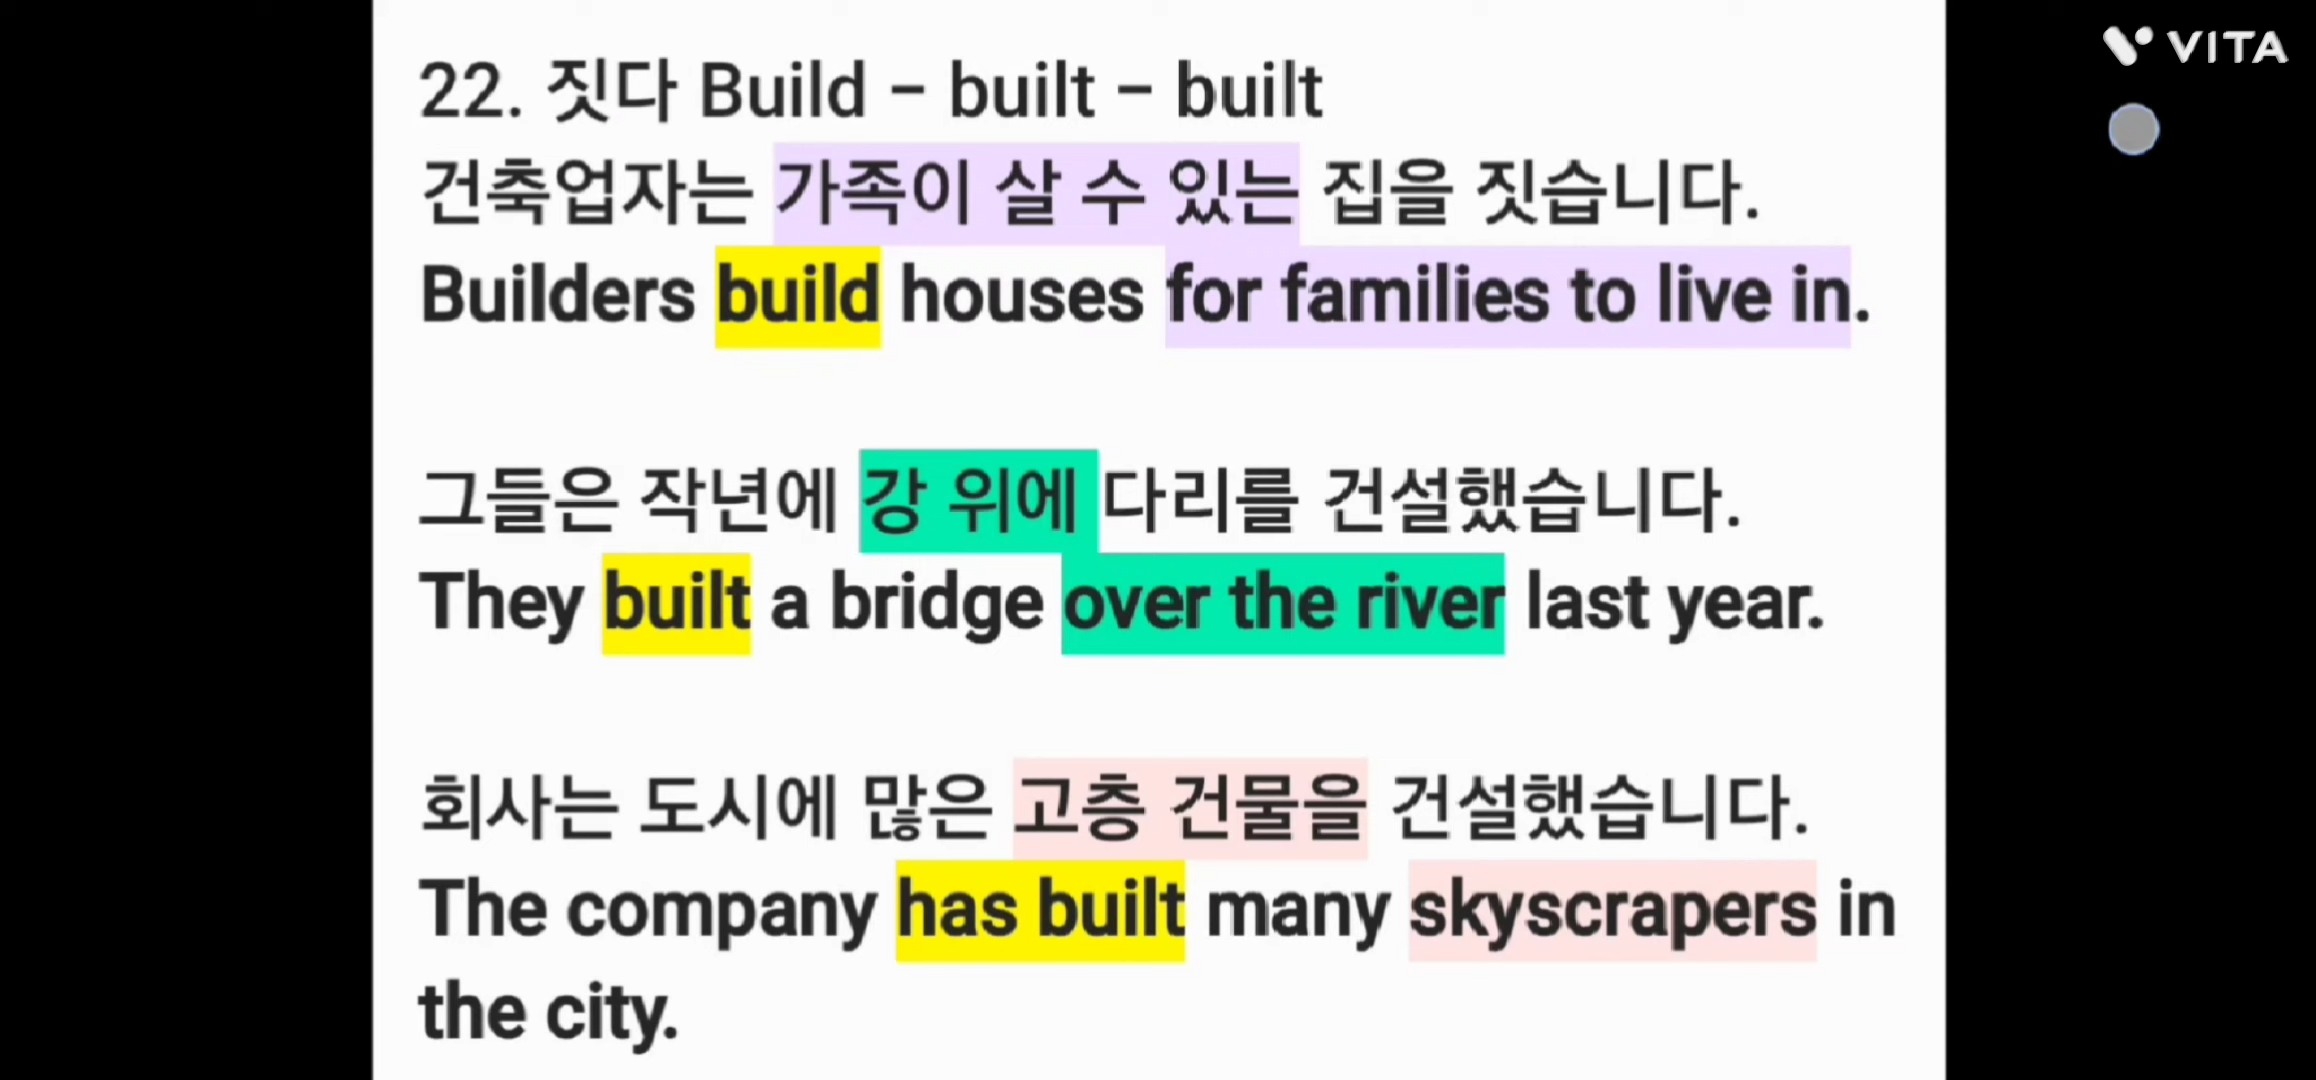 VITA
22. 짓다 Build – built – built
건축업자는 가족이 살 수 있는 집을 짓습니다.
Builders build houses for families to live in.
그들은 작년에 강 위에 다리를 건설했습니다.
They built a bridge over the river last year.
회사는 도시에 많은 고층 건물을 건설했습니다.
The company has built many skyscrapers in
the city.